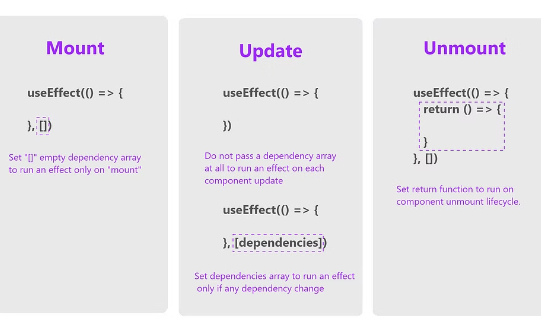 Mount
useEffect(() => {
}, [])
Set "[]" empty dependency array
to run an effect only on "mount"
Update
useEffect(() => {
})
Do not pass a dependency array
at all to run an effect on each
component update
useEffect(() => {
}, [dependencies])
Set dependencies array to run an effect
only if any dependency change
Unmount
useEffect(() => {
return () => {
}
}, [])
Set return function to run on
component unmount lifecycle.